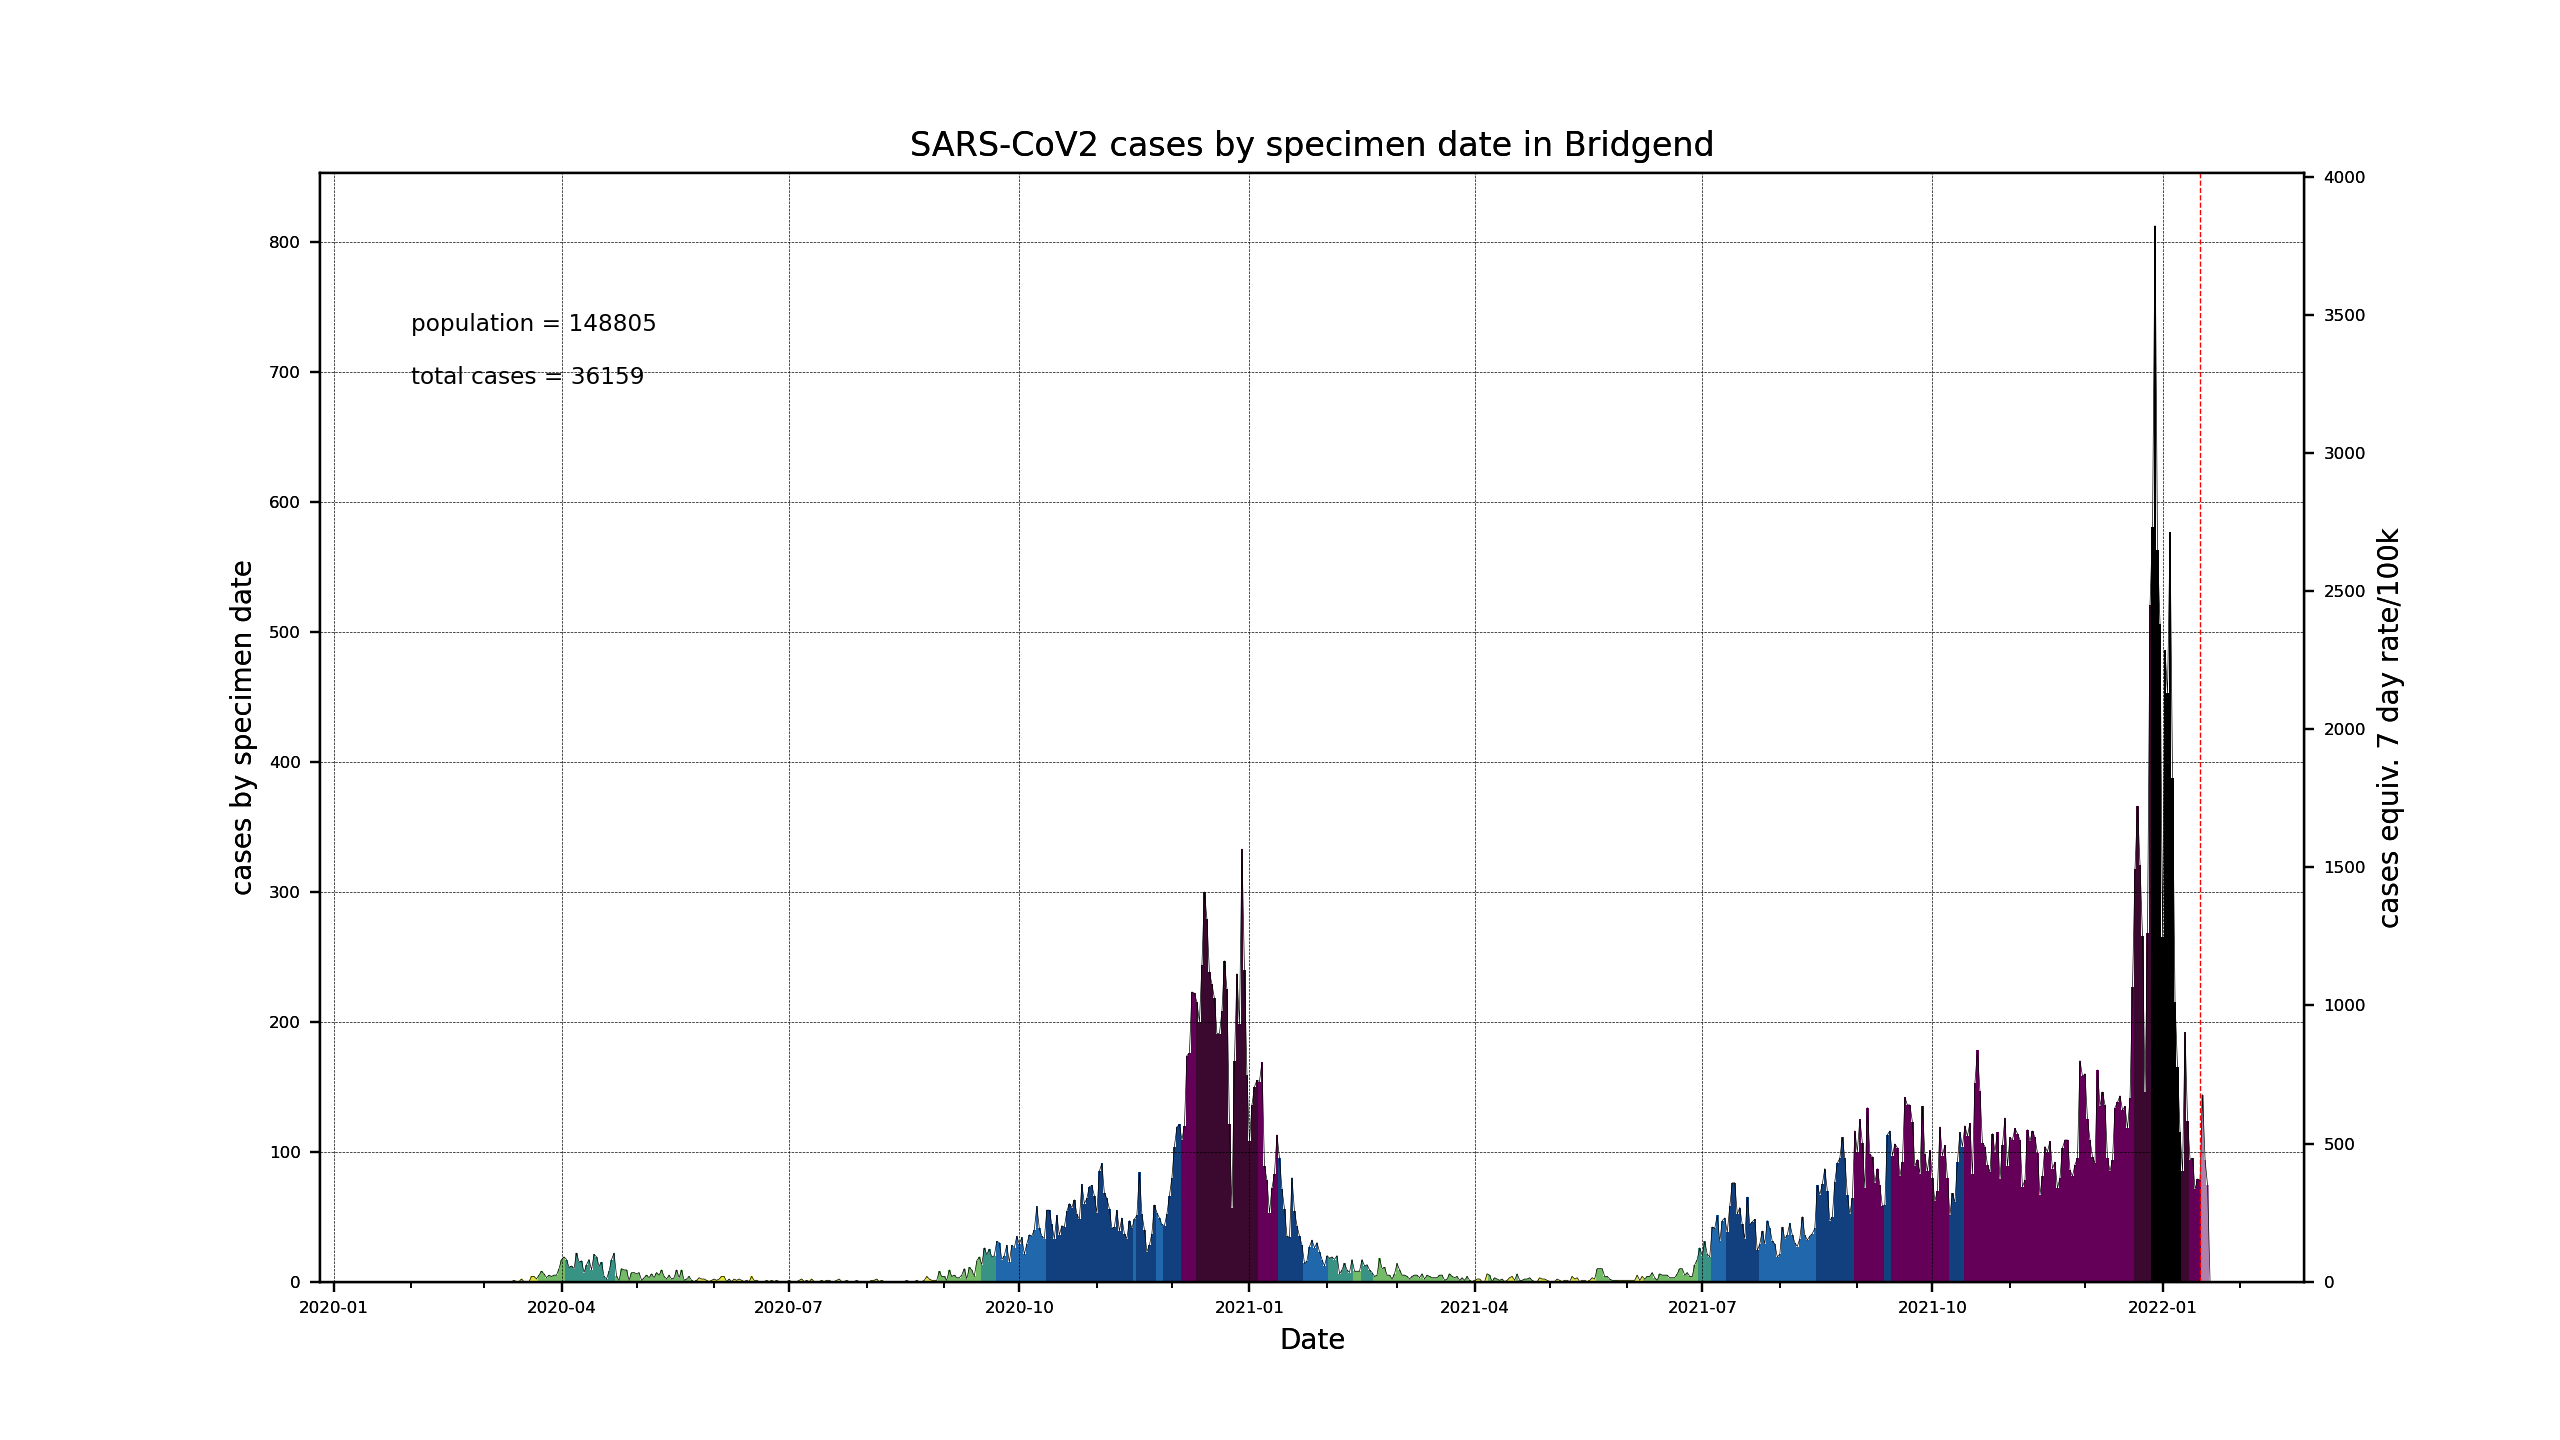 SARS-CoV2 cases by specimen date in Bridgend
population = 148805
total cases = 36159
cases by specimen date
800
700
600
500
400
300
200
100
0
4000
3500
3000
2500
2000
1500
1000
500
0
cases equiv. 7 day rate/100k
2020-01 2020-04 2020-07 2020-10 2021-01 2021-04 2021-07 2021-10 2022-01
Date